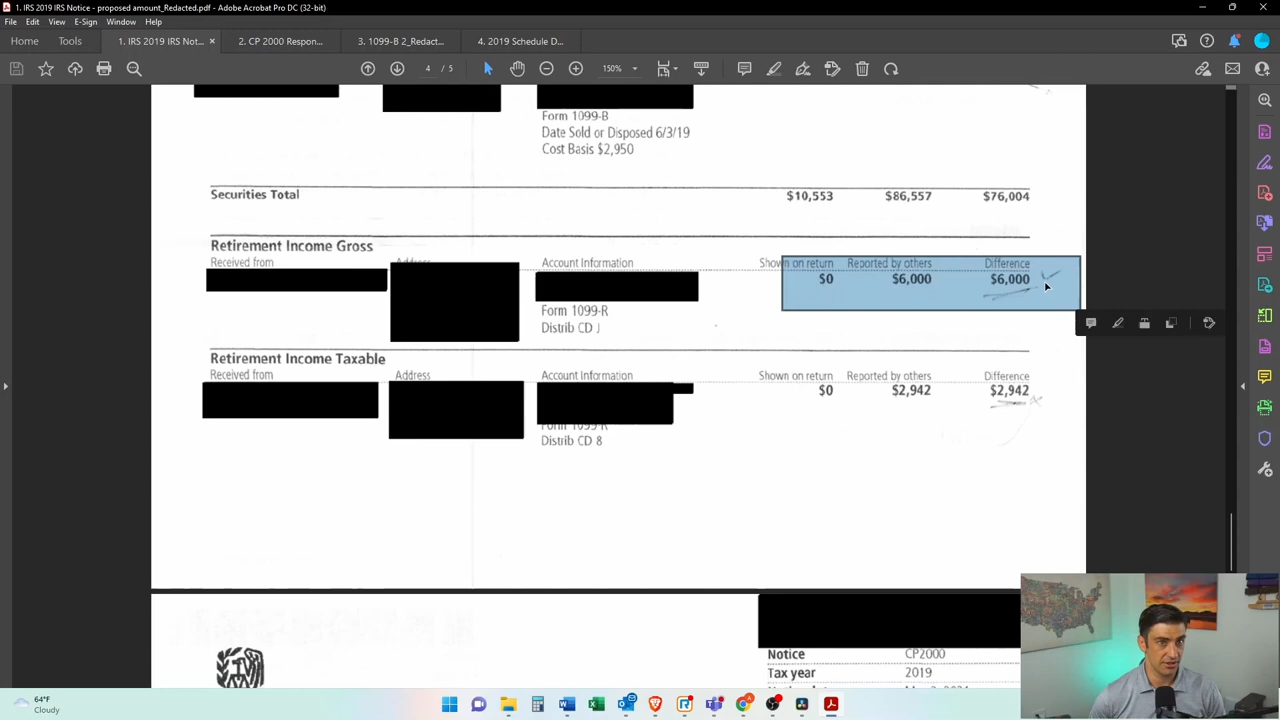 1. IRS 2019 IRS Notice - proposed amount_Redacted.pdf - Adobe Acrobat Pro DC (32-bit)
File Edit View E-Sign Window Help
Home Tools 1. IRS 2019 IRS Not... × 2. CP 2000 Respon... 3. 1099-B 2_Redact... 4. 2019 Schedule D...
4 / 5 150%
Form 1099-B
Date Sold or Disposed 6/3/19
Cost Basis $2,950
Securities Total $10,553 $86,557 $76,004
Retirement Income Gross
Received from Address Account Information Shown on return Reported by others Difference
$0 $6,000 $6,000
Form 1099-R
Distrib CD J
Retirement Income Taxable
Received from Address Account Information Shown on return Reported by others Difference
$0 $2,942 $2,942
Form 1099-R
Distrib CD 8
Notice CP2000
Tax year 2019
64°F
Cloudy